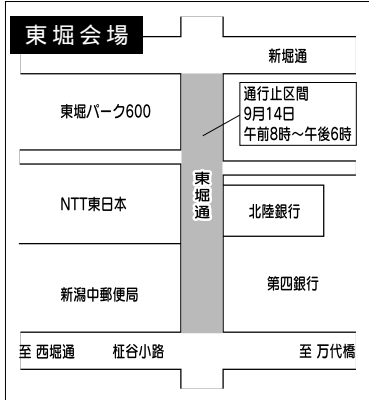 東堀会場
新堀通
東堀パーク600
通行止区間
9月14日
午前8時～午後6時
東堀通
NTT東日本
北陸銀行
新潟中郵便局
第四銀行
至 西堀通
柾谷小路
至 万代橋